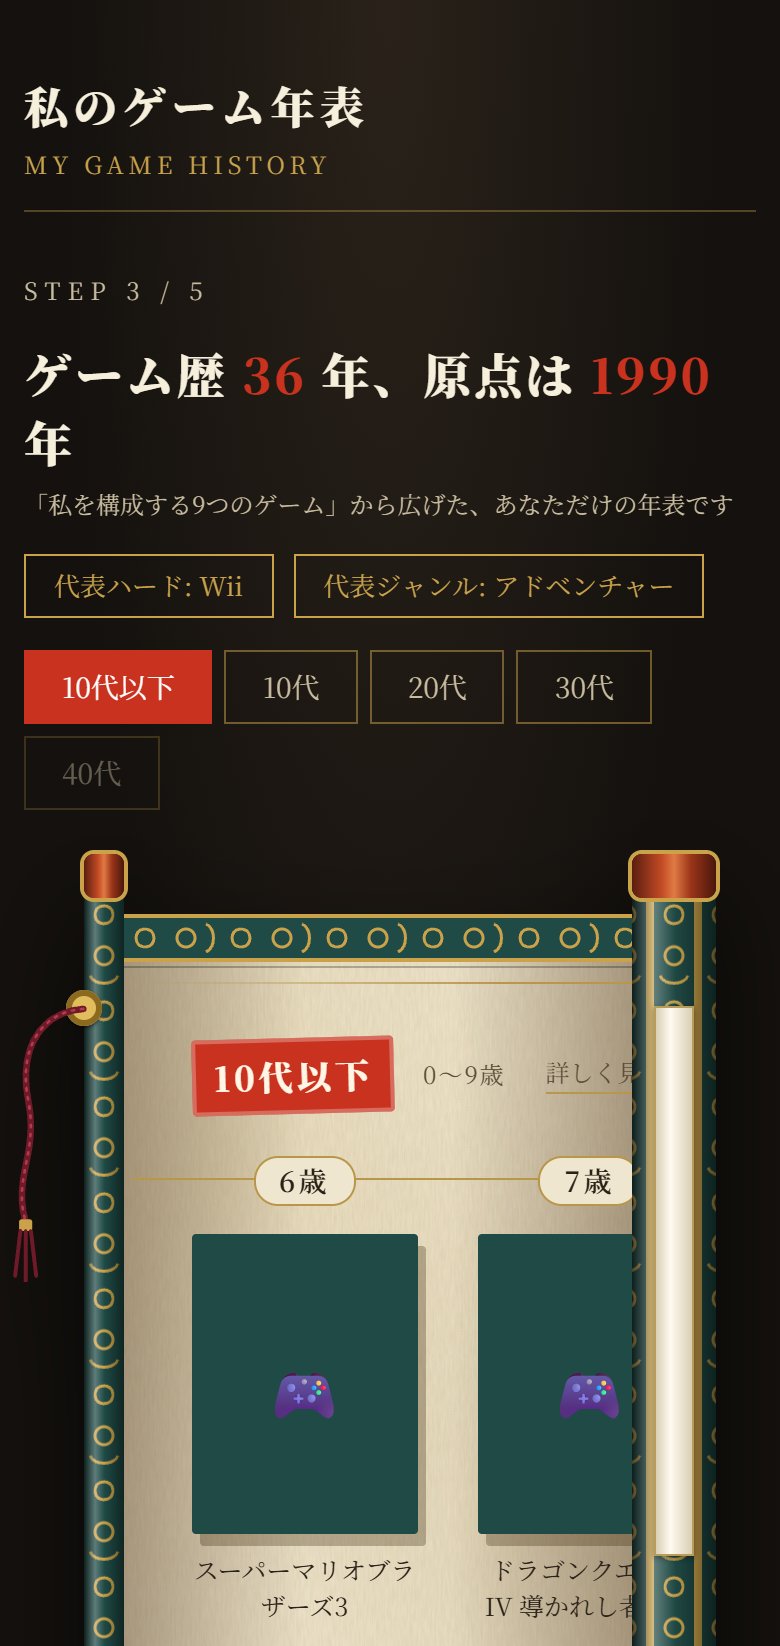 私のゲーム年表
MY GAME HISTORY
STEP 3 / 5
ゲーム歴 36 年、原点は 1990
年
「私を構成する9つのゲーム」から広げた、あなただけの年表です
代表ハード: Wii
代表ジャンル: アドベンチャー
10代以下
10代
20代
30代
40代
10代以下
0〜9歳
詳しく見
6歳
7歳
スーパーマリオブラ
ザーズ3
ドラゴンクエ
IV 導かれし者